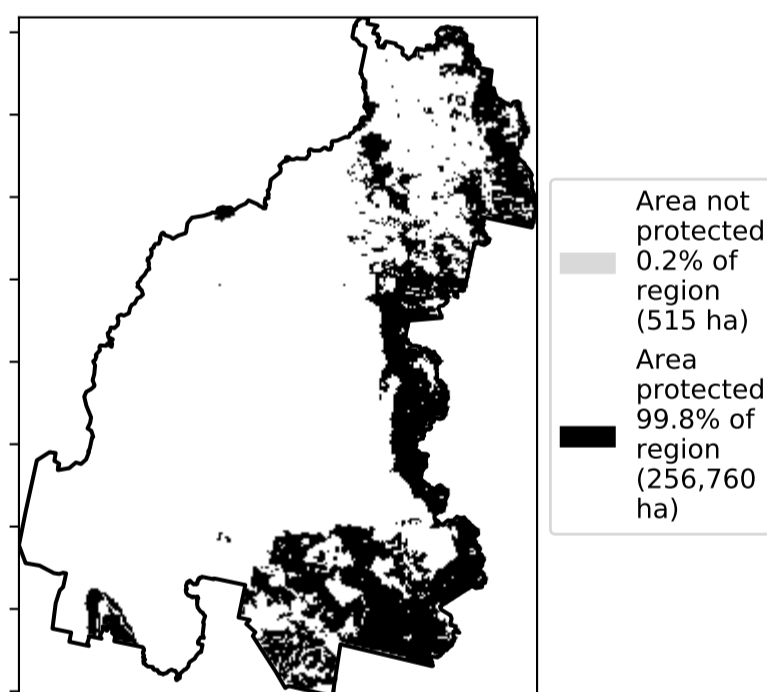 Area not
protected
0.2% of
region
(515 ha)
Area
protected
99.8% of
region
(256,760
ha)